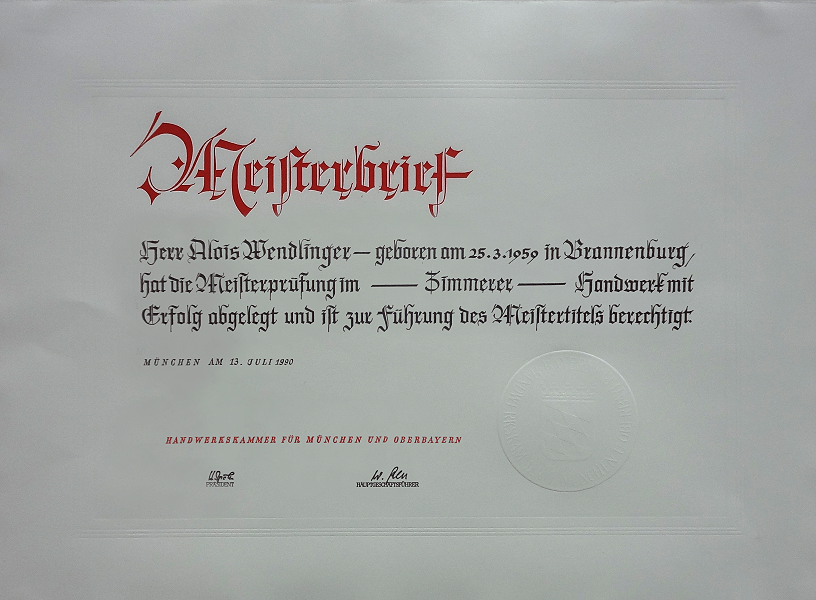 Meisterbrief
Herr Alois Wendlinger — geboren am 25.3.1959 in Brannenburg,
hat die Meisterprüfung im — Zimmerer — Handwerk mit
Erfolg abgelegt und ist zur Führung des Meistertitels berechtigt.
MÜNCHEN AM 13. JULI 1990
HANDWERKSKAMMER FÜR MÜNCHEN UND OBERBAYERN
PRÄSIDENT HAUPTGESCHÄFTSFÜHRER